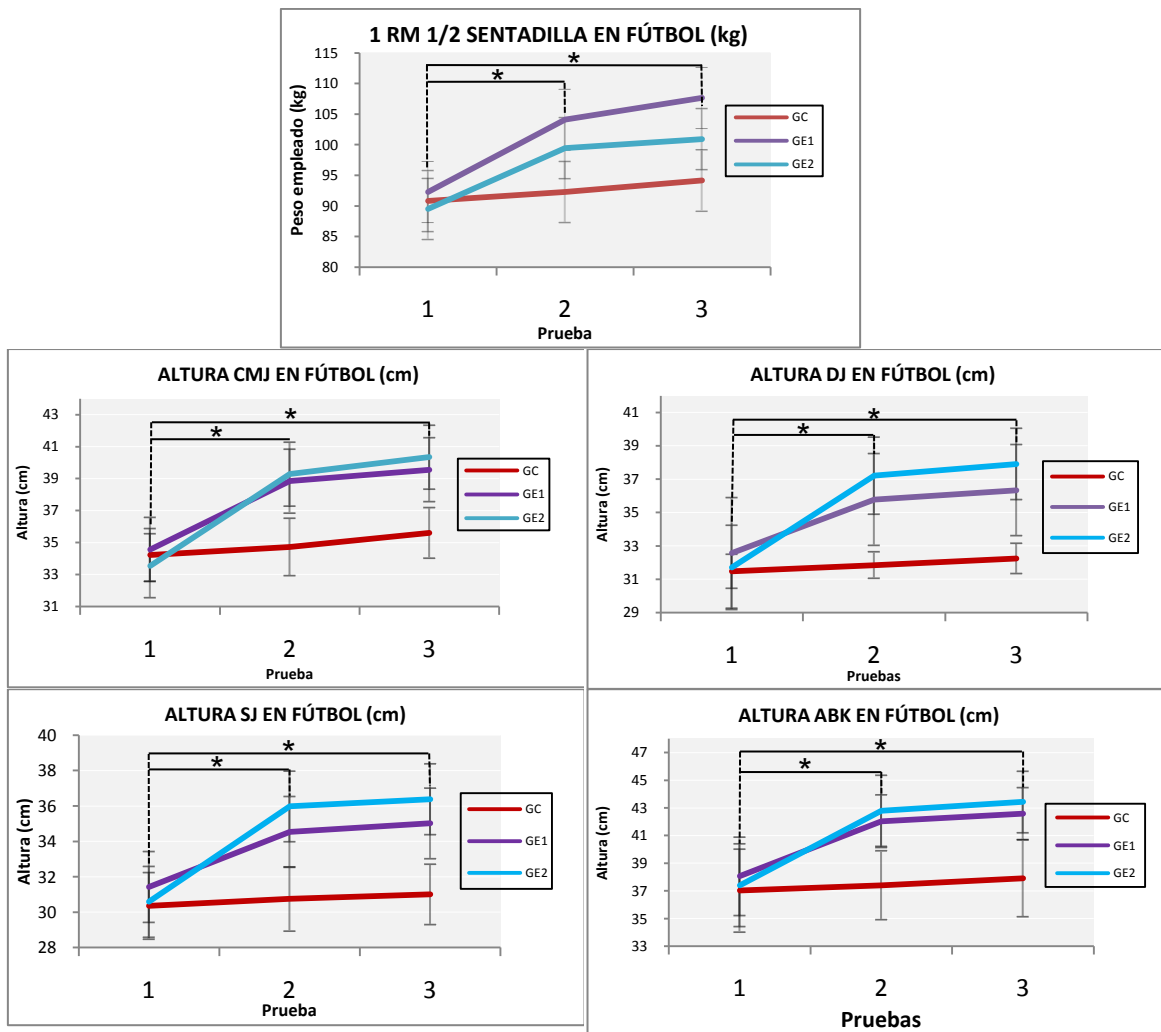 1 RM 1/2 SENTADILLA EN FÚTBOL (kg)
Peso empleado (kg)
115
110
105
100
95
90
85
80
*
*
GC
GE1
GE2
1 2 3
Prueba
ALTURA CMJ EN FÚTBOL (cm)
Altura (cm)
43
41
39
37
35
33
31
*
*
GC
GE1
GE2
1 2 3
Prueba
ALTURA DJ EN FÚTBOL (cm)
Altura (cm)
41
39
37
35
33
31
29
*
*
GC
GE1
GE2
1 2 3
Pruebas
ALTURA SJ EN FÚTBOL (cm)
Altura (cm)
40
38
36
34
32
30
28
*
*
GC
GE1
GE2
1 2 3
Prueba
ALTURA ABK EN FÚTBOL (cm)
Altura (cm)
47
45
43
41
39
37
35
33
*
*
GC
GE1
GE2
1 2 3
Pruebas